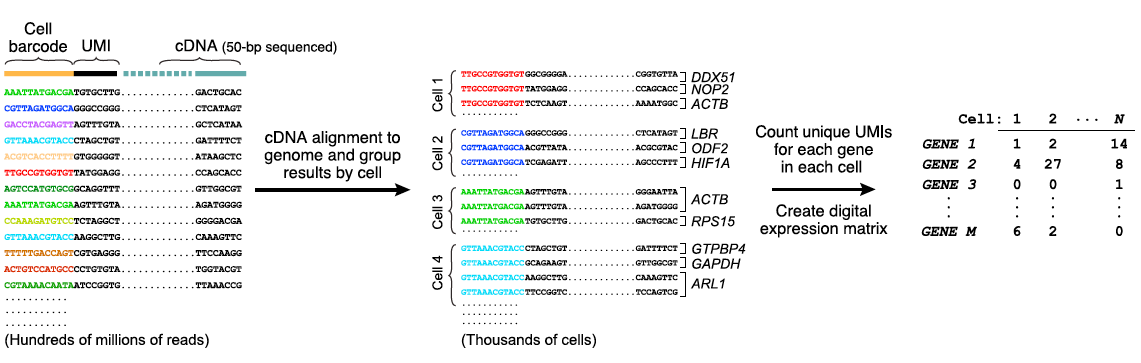 Cell barcode UMI cDNA (50-bp sequenced)
AAATTATGACGATGTGCTTG............GACTGCAC
CGTTAGATGGCAGGGCCGGG............CTCATAGT
GACCTACGAGTTAGTTTGTA............GCTCATAA
GTTAAACGTACCCTAGCTGT............GATTTTCT
ACGTCACCTTTTGTGGGGGT............ATAAGCTC
TTGCCGTGGTGTTATGGAGG............CCAGCACC
AGTCCATGTGCGGCAGGTTT............GTTGGCGT
AAATTATGACGAAGTTTGTA............AGATGGGG
CCAAAGATGTCCTCTAGGCT............GGGGACGA
GTTAAACGTACCAAGGCTTG............CAAAGTTC
TTTTTGACCAGTCGTGAGGG............TTCCAAGG
ACTGTCCATGCCCCTGTGTA............TGGTACGT
CGTAAAACAATAATCCGGTG............TTAAACCG
...........
...........
...........
(Hundreds of millions of reads)
cDNA alignment to
genome and group
results by cell
Cell 1
TTGCCGTGGTGTGGCGGGGA............CGGTGTTA DDX51
TTGCCGTGGTGTTATGGAGG............CCAGCACC NOP2
TTGCCGTGGTGTTCTCAAGT............AAAATGGC ACTB
...........
Cell 2
CGTTAGATGGCAGGGCCGGG............CTCATAGT LBR
CGTTAGATGGCAACGTTATA............ACGCGTAC ODF2
CGTTAGATGGCATCGAGATT............AGCCCTTT HIF1A
...........
Cell 3
AAATTATGACGAAGTTTGTA............GGGAATTA ACTB
AAATTATGACGAAGTTTGTA............AGATGGGG
AAATTATGACGATGTGCTTG............GACTGCAC RPS15
...........
Cell 4
GTTAAACGTACCCTAGCTGT............GATTTTCT GTPBP4
GTTAAACGTACCGCAGAAGT............GTTGGCGT GAPDH
GTTAAACGTACCAAGGCTTG............CAAAGTTC ARL1
GTTAAACGTACCTTCCGGTC............TCCAGTCG
...........
...........
(Thousands of cells)
Count unique UMIs
for each gene
in each cell
Create digital
expression matrix
Cell: 1 2 ... N
GENE 1 1 2 14
GENE 2 4 27 8
GENE 3 0 0 1
. . . .
. . . .
GENE M 6 2 0